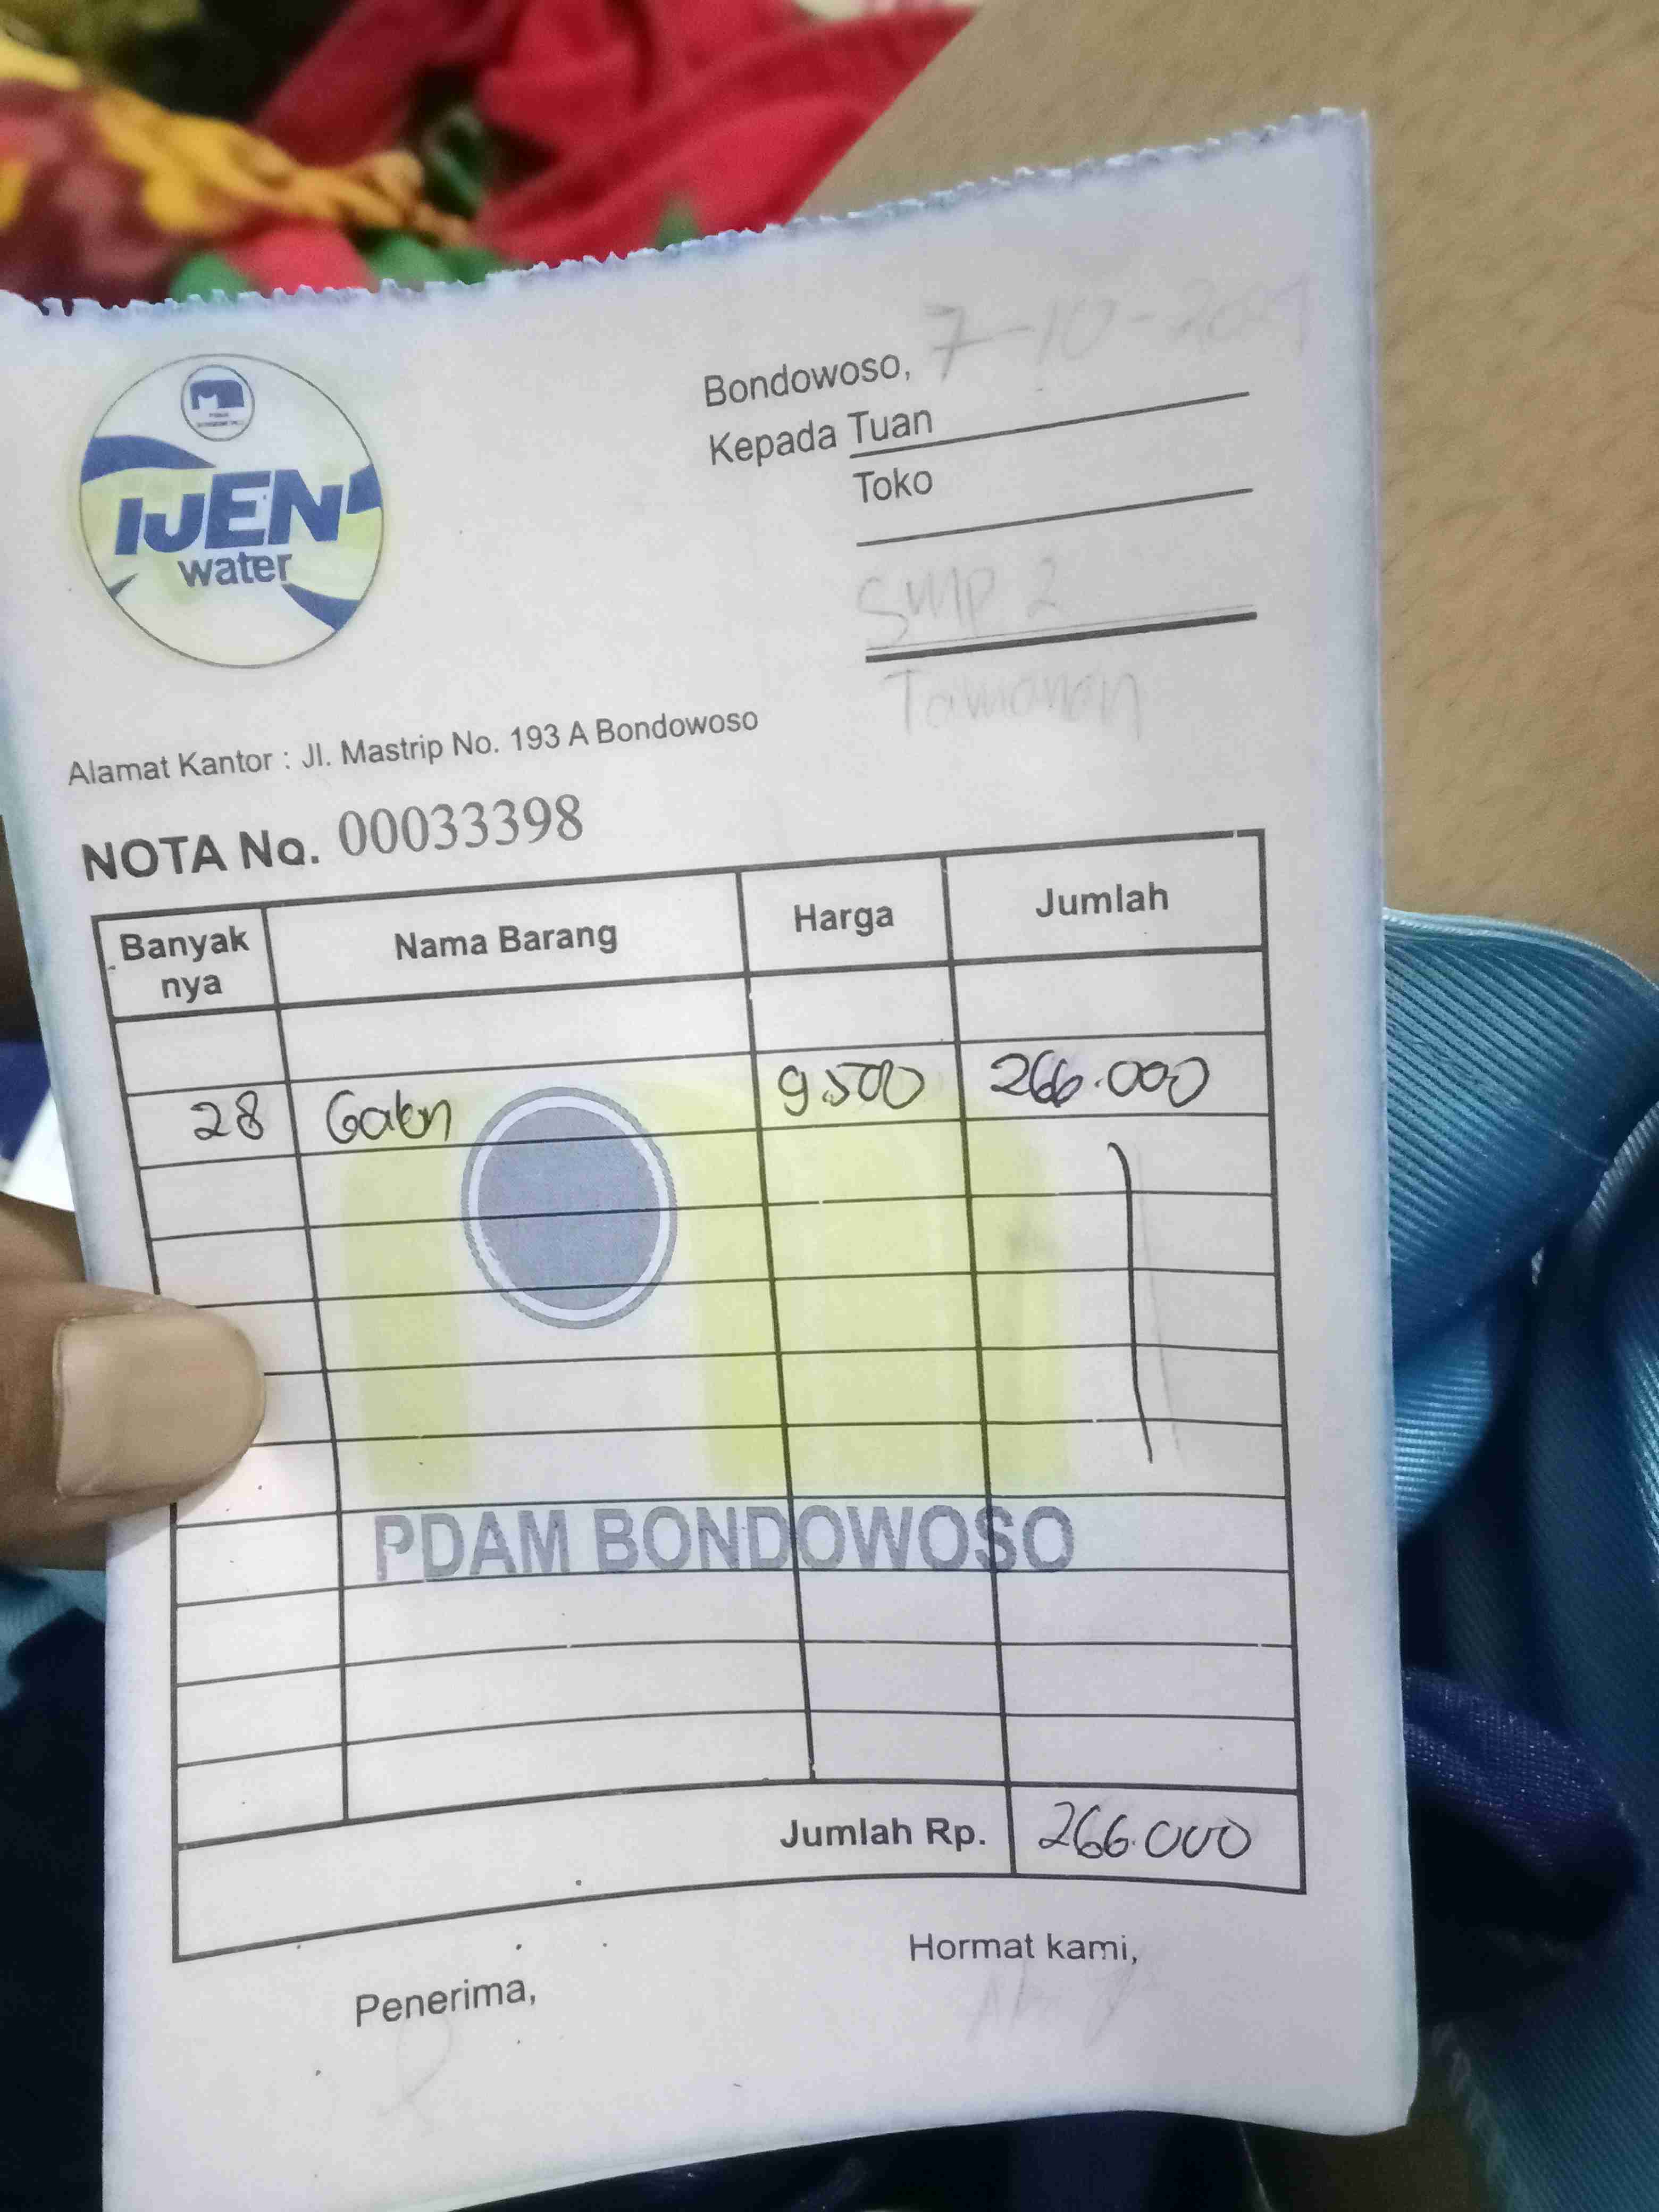 IJEN
water
Bondowoso, 7-10-2021
Kepada Tuan
Toko
SMP 2
Tamanan
Alamat Kantor : Jl. Mastrip No. 193 A Bondowoso
NOTA No. 00033398
Banyak nya Nama Barang Harga Jumlah
28 Galon 9.500 266.000
PDAM BONDOWOSO
Jumlah Rp. 266.000
Penerima, Hormat kami,